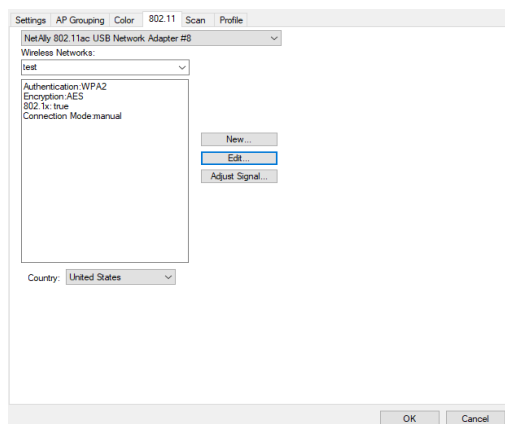 Settings AP Grouping Color 802.11 Scan Profile
NetAlly 802.11ac USB Network Adapter #8
Wireless Networks:
test
Authentication:WPA2
Encryption:AES
802.1x: true
Connection Mode:manual
New...
Edit...
Adjust Signal...
Country: United States
OK Cancel